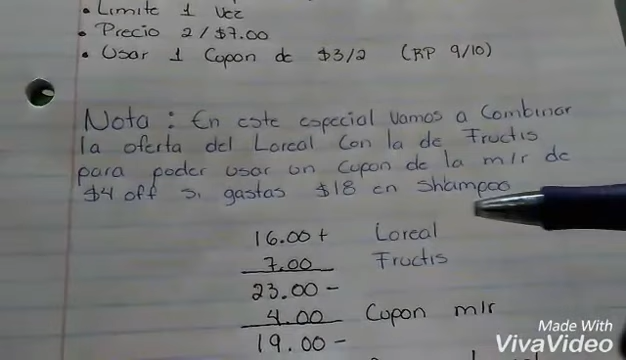 • Limite 1 vez
• Precio 2/$7.00
• Usar 1 Cupon de $3/2 (RP 9/10)
Nota: En este especial Vamos a Combinar
la oferta del Loreal Con la de Fructis
para poder usar un Cupon de la m/r de
$4 off si gastas $18 en Shampoo
16.00 + Loreal
7.00 Fructis
23.00 -
4.00 Cupon m/r
19.00 -
Made With
VivaVideo